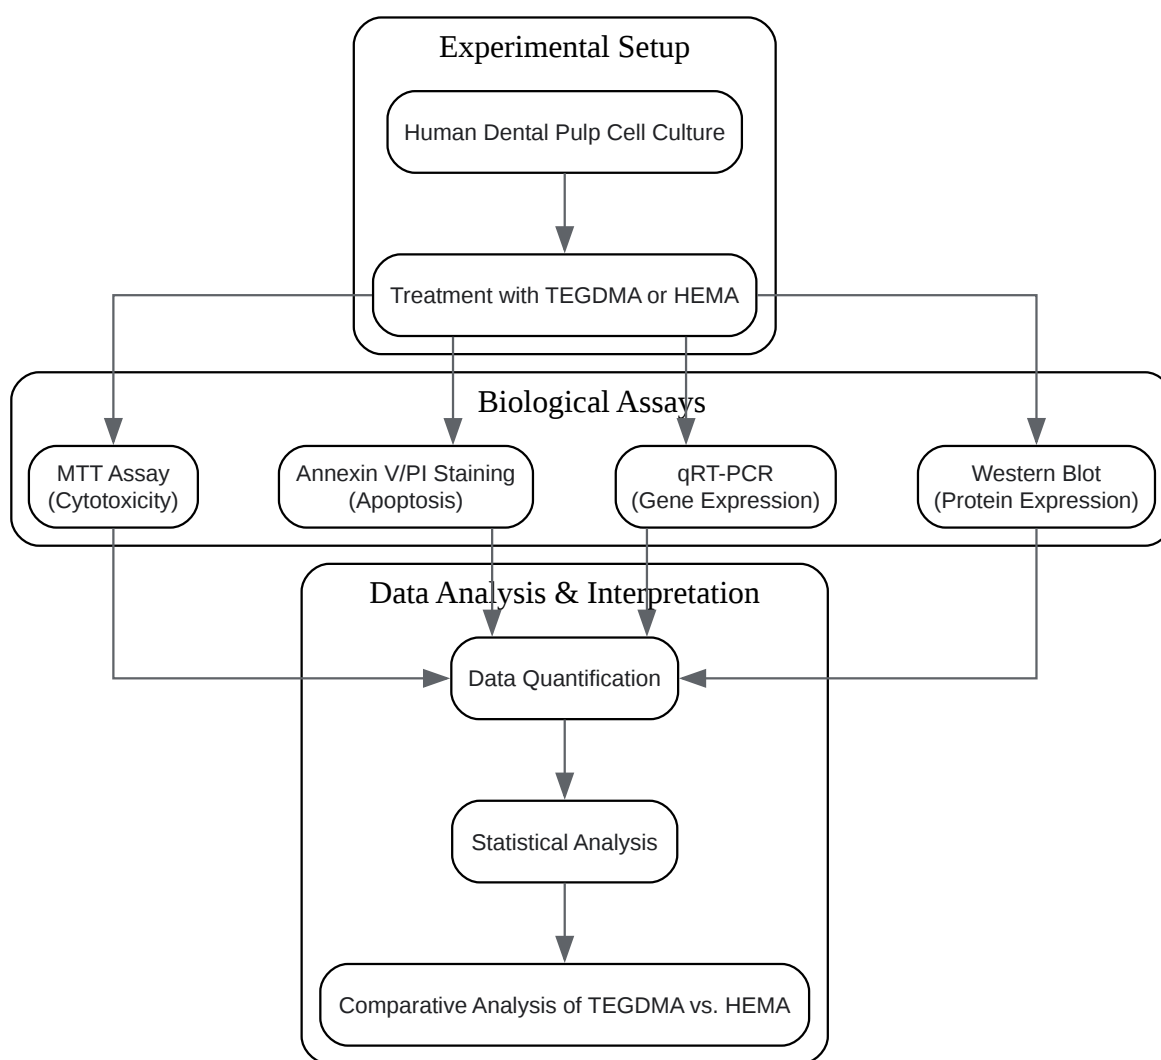 Experimental Setup
Human Dental Pulp Cell Culture
Treatment with TEGDMA or HEMA
Biological Assays
MTT Assay
(Cytotoxicity)
Annexin V/PI Staining
(Apoptosis)
qRT-PCR
(Gene Expression)
Western Blot
(Protein Expression)
Data Analysis & Interpretation
Data Quantification
Statistical Analysis
Comparative Analysis of TEGDMA vs. HEMA